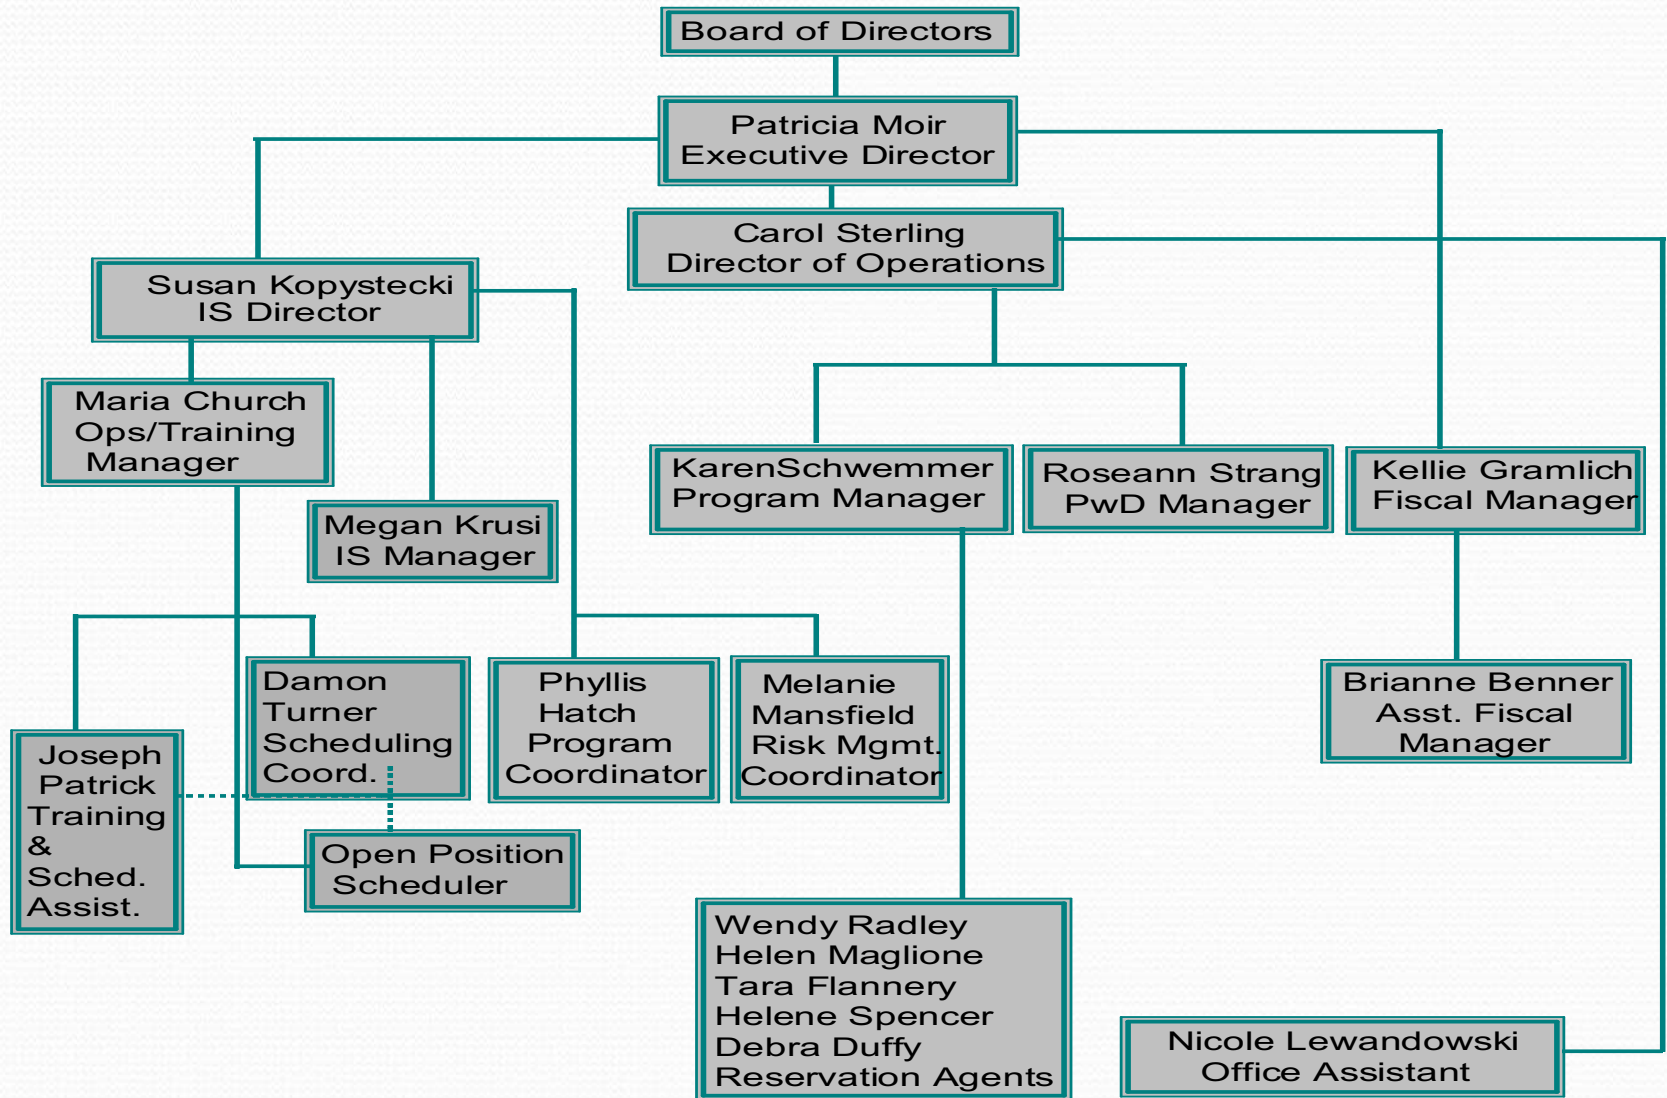 Board of Directors
Patricia Moir
Executive Director
Carol Sterling
Director of Operations
Susan Kopystecki
IS Director
Maria Church
Ops/Training
Manager
Megan Krusi
IS Manager
KarenSchwemmer
Program Manager
Roseann Strang
PwD Manager
Kellie Gramlich
Fiscal Manager
Joseph
Patrick
Training
&
Sched.
Assist.
Damon
Turner
Scheduling
Coord.
Open Position
Scheduler
Phyllis
Hatch
Program
Coordinator
Melanie
Mansfield
Risk Mgmt.
Coordinator
Brianne Benner
Asst. Fiscal
Manager
Wendy Radley
Helen Maglione
Tara Flannery
Helene Spencer
Debra Duffy
Reservation Agents
Nicole Lewandowski
Office Assistant